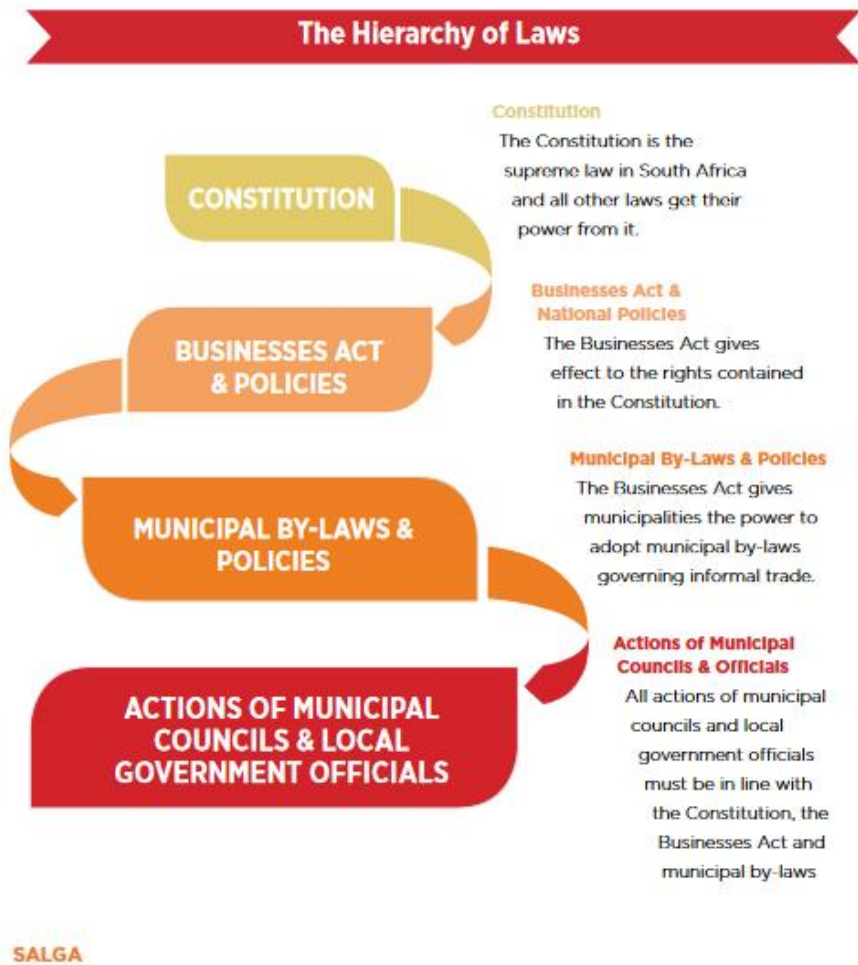 The Hierarchy of Laws
CONSTITUTION
Constitution
The Constitution is the
supreme law in South Africa
and all other laws get their
power from it.
BUSINESSES ACT
& POLICIES
Businesses Act &
National Policies
The Businesses Act gives
effect to the rights contained
in the Constitution.
MUNICIPAL BY-LAWS &
POLICIES
Municipal By-Laws & Policies
The Businesses Act gives
municipalities the power to
adopt municipal by-laws
governing informal trade.
ACTIONS OF MUNICIPAL
COUNCILS & LOCAL
GOVERNMENT OFFICIALS
Actions of Municipal
Councils & Officials
All actions of municipal
councils and local
government officials
must be in line with
the Constitution, the
Businesses Act and
municipal by-laws
SALGA